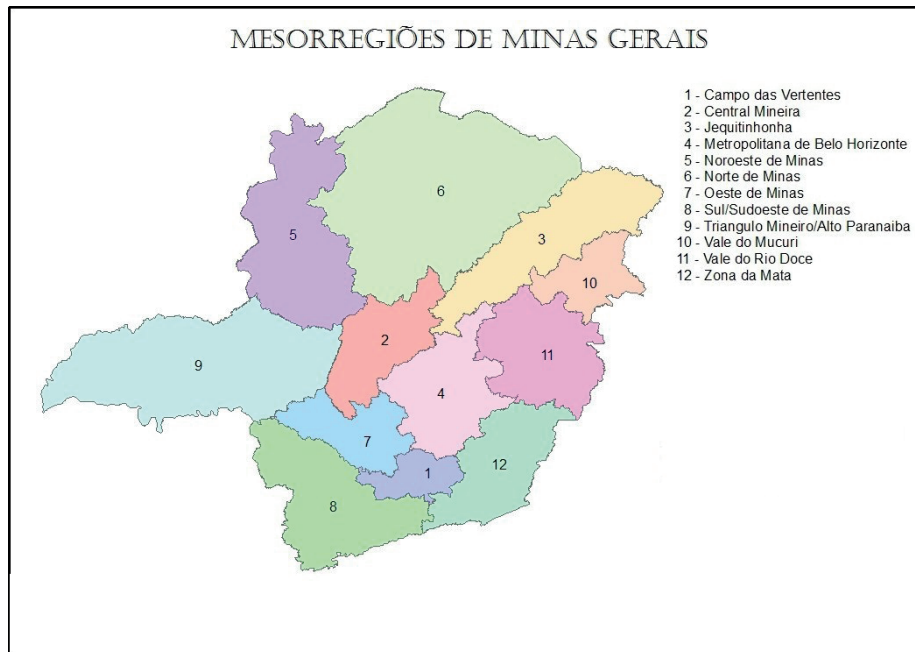 MESORREGIÕES DE MINAS GERAIS
1 - Campo das Vertentes
2 - Central Mineira
3 - Jequitinhonha
4 - Metropolitana de Belo Horizonte
5 - Noroeste de Minas
6 - Norte de Minas
7 - Oeste de Minas
8 - Sul/Sudoeste de Minas
9 - Triangulo Mineiro/Alto Paranaiba
10 - Vale do Mucuri
11 - Vale do Rio Doce
12 - Zona da Mata
6
5
3
10
2
9
11
4
7
12
1
8